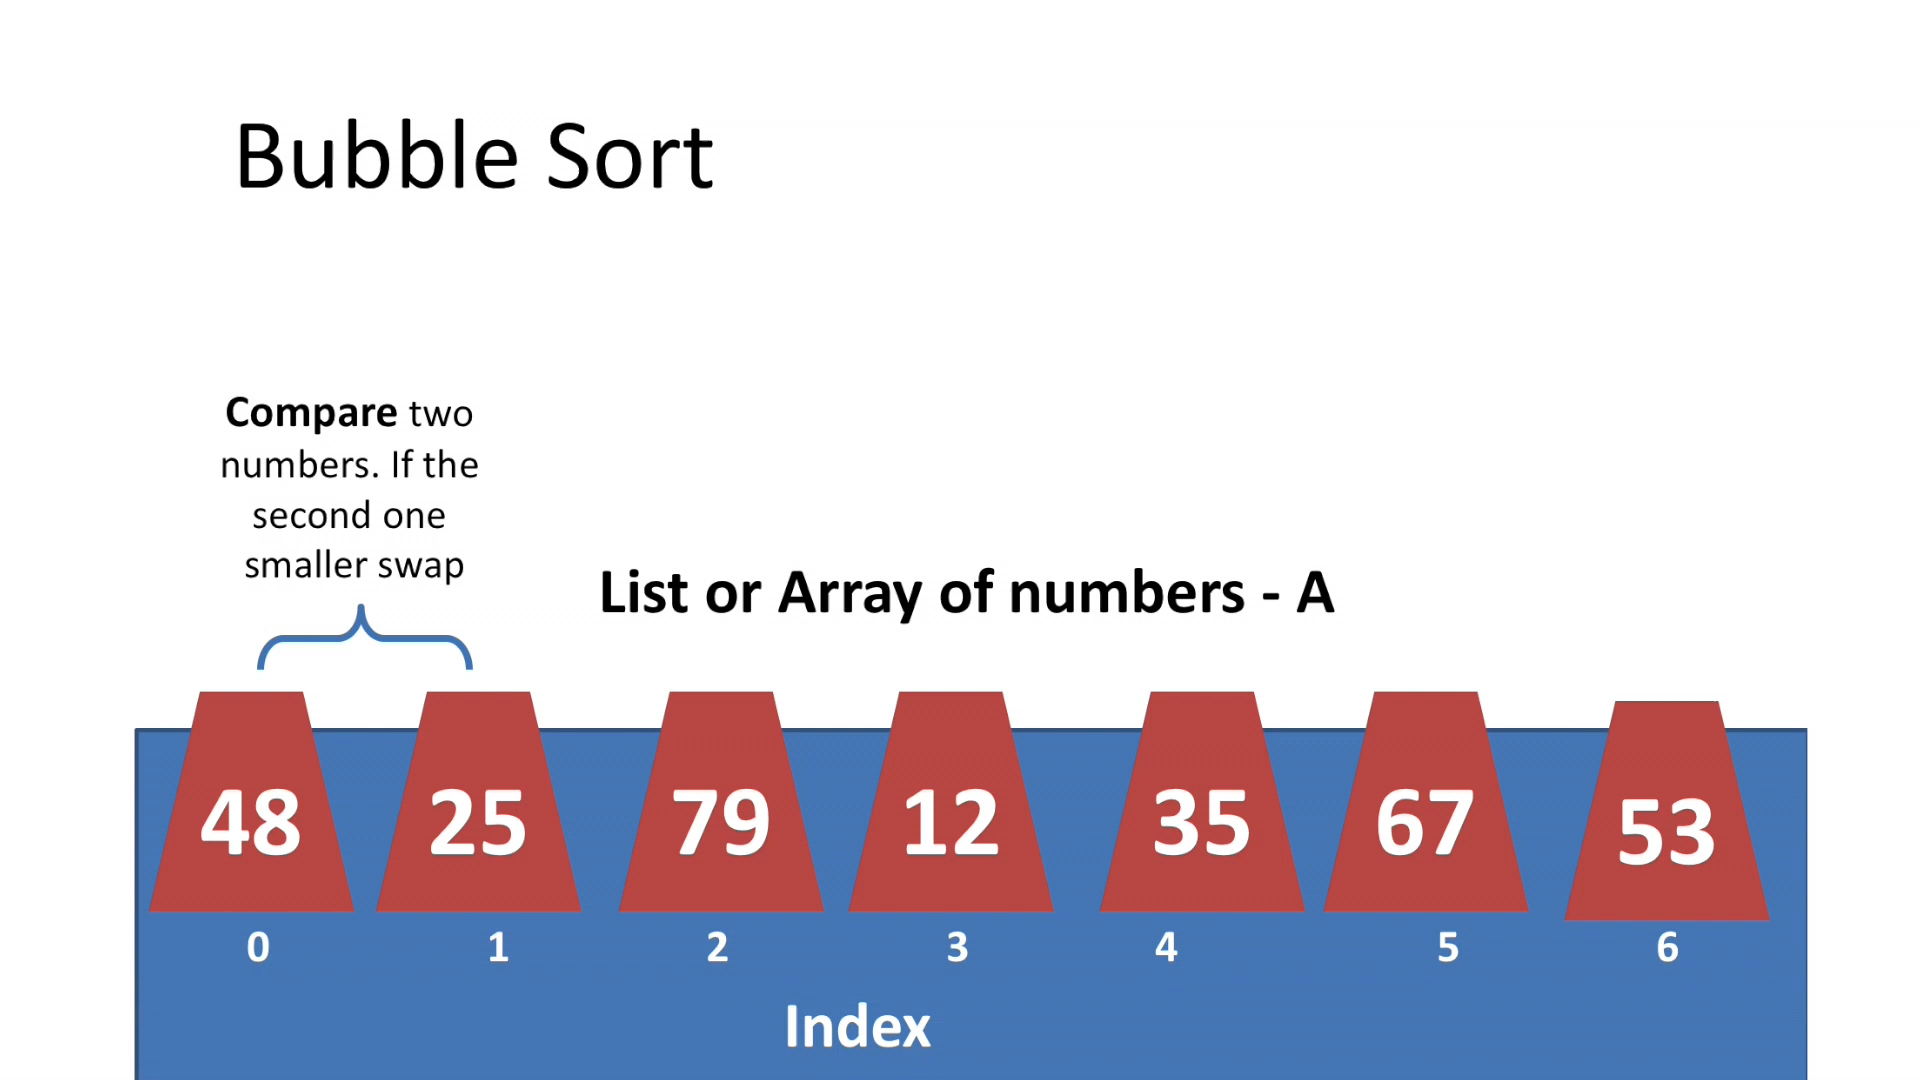 Bubble Sort
Compare two
numbers. If the
second one
smaller swap
List or Array of numbers - A
48 25 79 12 35 67 53
0 1 2 3 4 5 6
Index